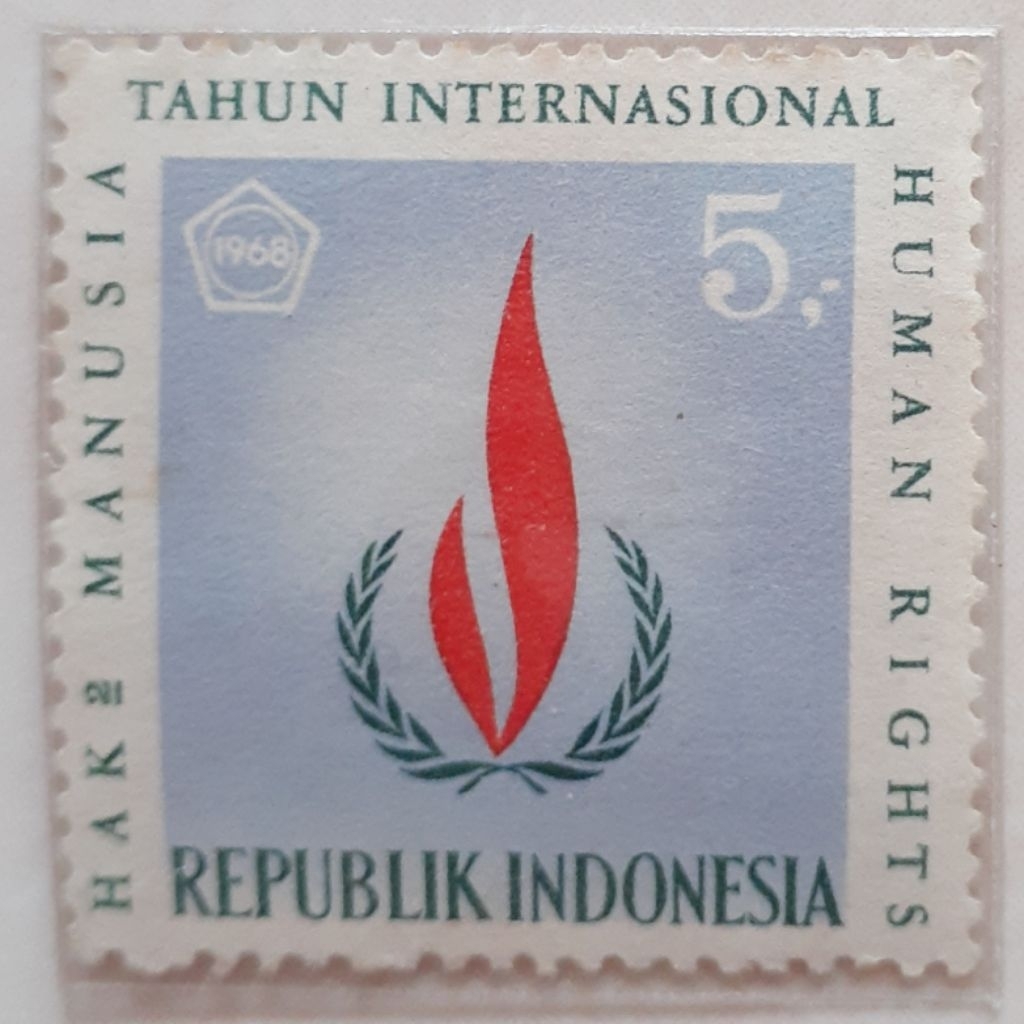 TAHUN INTERNASIONAL
HAK2 MANUSIA
HUMAN RIGHTS
1968
5,-
REPUBLIK INDONESIA